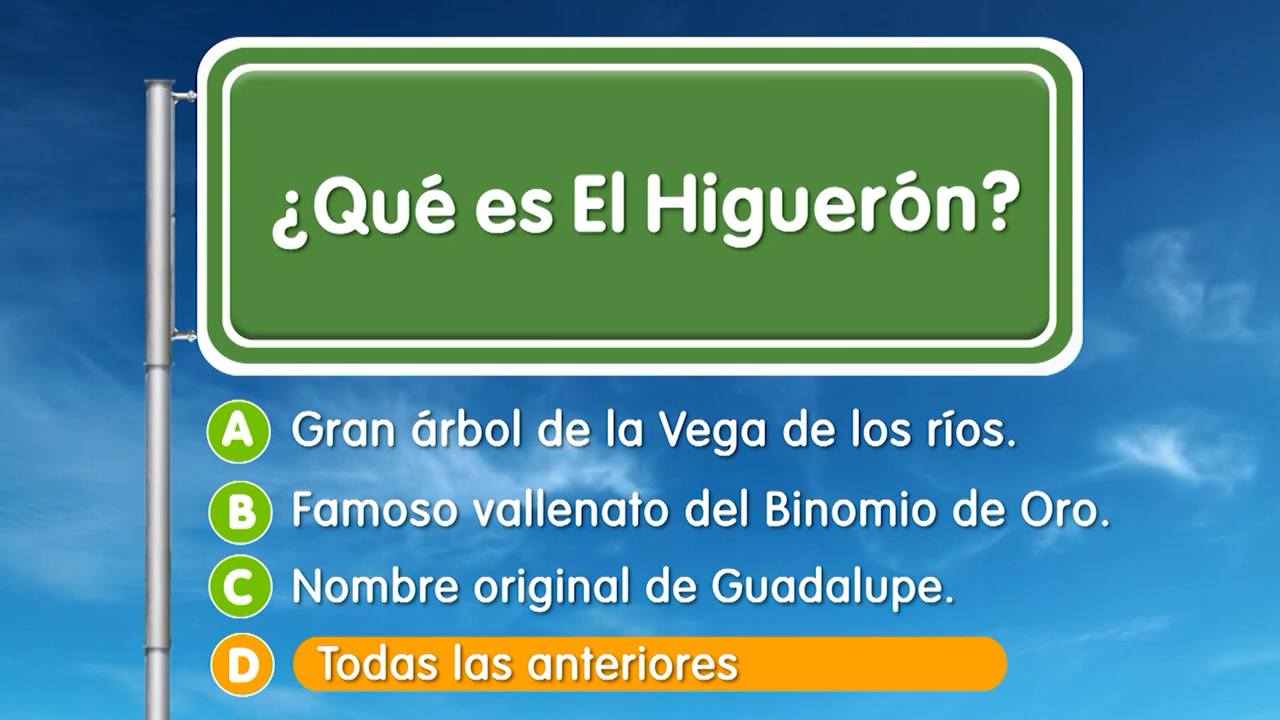 ¿Qué es El Higuerón?
A Gran árbol de la Vega de los ríos.
B Famoso vallenato del Binomio de Oro.
C Nombre original de Guadalupe.
D Todas las anteriores